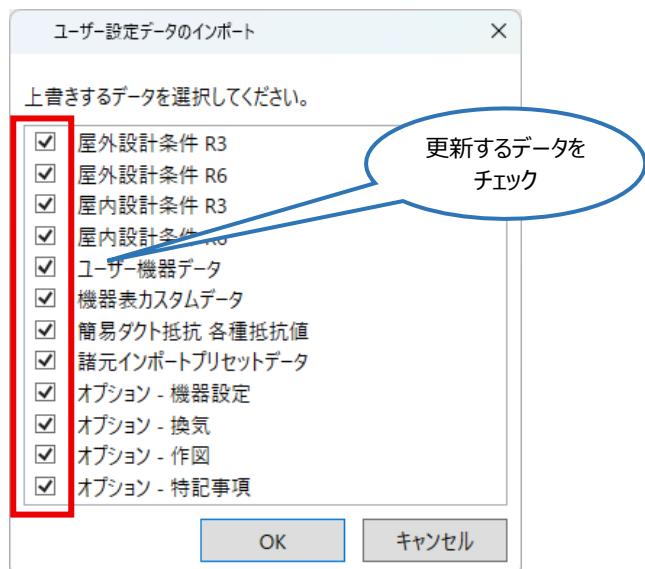 ユーザー設定データのインポート
上書きするデータを選択してください。
屋外設計条件 R3
屋外設計条件 R6
屋内設計条件 R3
屋内設計条件 R6
ユーザー機器データ
機器表カスタムデータ
簡易ダクト抵抗 各種抵抗値
諸元インポートプリセットデータ
オプション - 機器設定
オプション - 換気
オプション - 作図
オプション - 特記事項
更新するデータを
チェック
OK
キャンセル